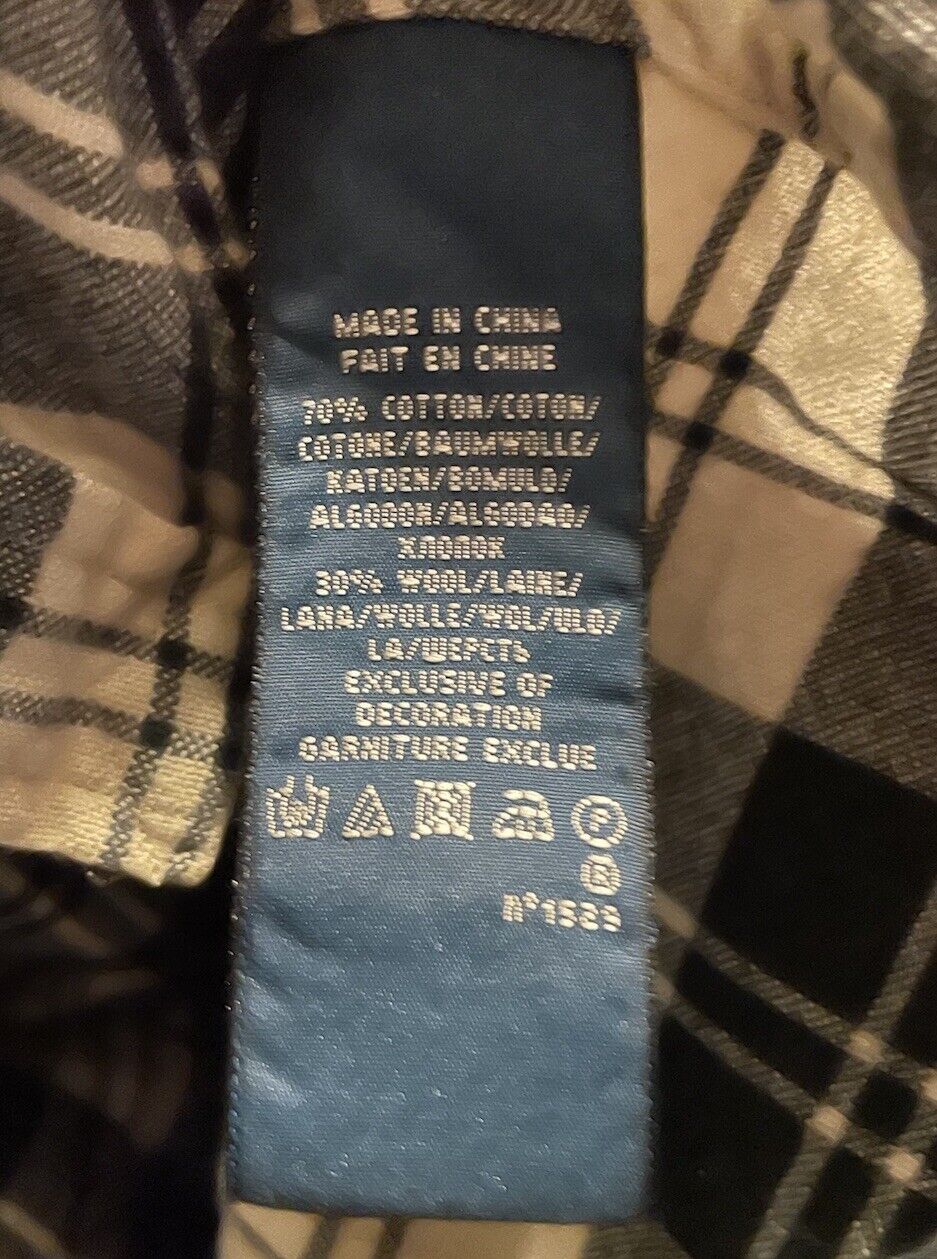 MADE IN CHINA
FAIT EN CHINE
70% COTTON/COTON/
COTONE/BAUMWOLLE/
KATOEN/BOMULD/
ALGODON/ALGODAO/
ХЛОПОК
30% WOOL/LAINE/
LANA/WOLLE/WOL/ULD/
LA/ШЕРСТЬ
EXCLUSIVE OF
DECORATION
GARNITURE EXCLUE
P
R